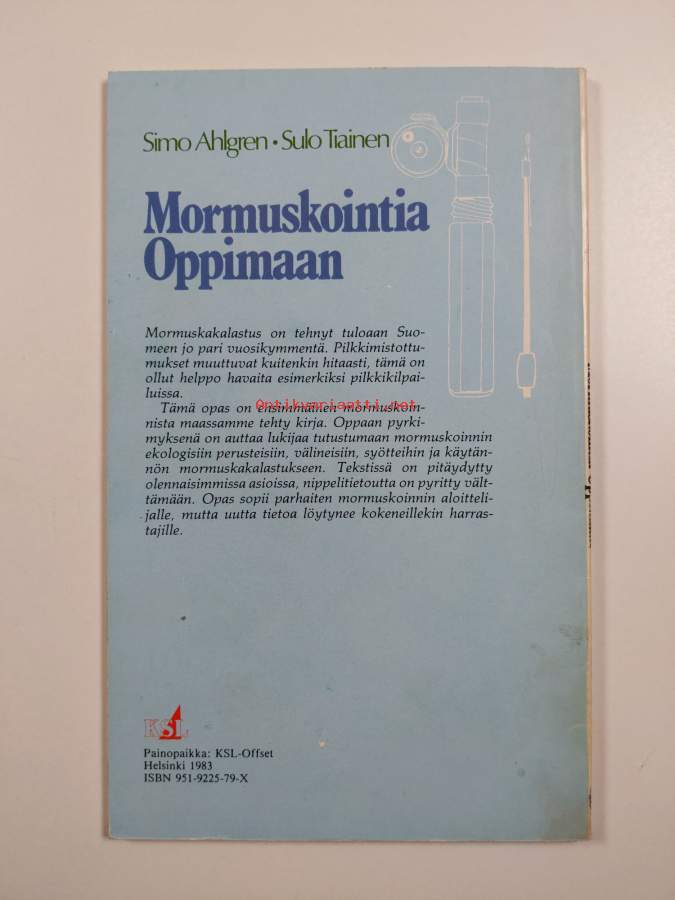 Simo Ahlgren • Sulo Tiainen
Mormuskointia
Oppimaan
Mormuskakalastus on tehnyt tuloaan Suo-
meen jo pari vuosikymmentä. Pilkkimistottu-
mukset muuttuvat kuitenkin hitaasti, tämä on
ollut helppo havaita esimerkiksi pilkkikilpai-
luissa.
Antikvariaatti.net
Tämä opas on ensimmäinen mormuskoin-
nista maassamme tehty kirja. Oppaan pyrki-
myksenä on auttaa lukijaa tutustumaan mormuskoinnin
ekologisiin perusteisiin, välineisiin, syötteihin ja käytän-
nön mormuskakalastukseen. Tekstissä on pitäydytty
olennaisimmissa asioissa, nippelitietoutta on pyritty vält-
tämään. Opas sopii parhaiten mormuskoinnin aloitteli-
jalle, mutta uutta tietoa löytynee kokeneillekin harras-
tajille.
KSL
Painopaikka: KSL-Offset
Helsinki 1983
ISBN 951-9225-79-X